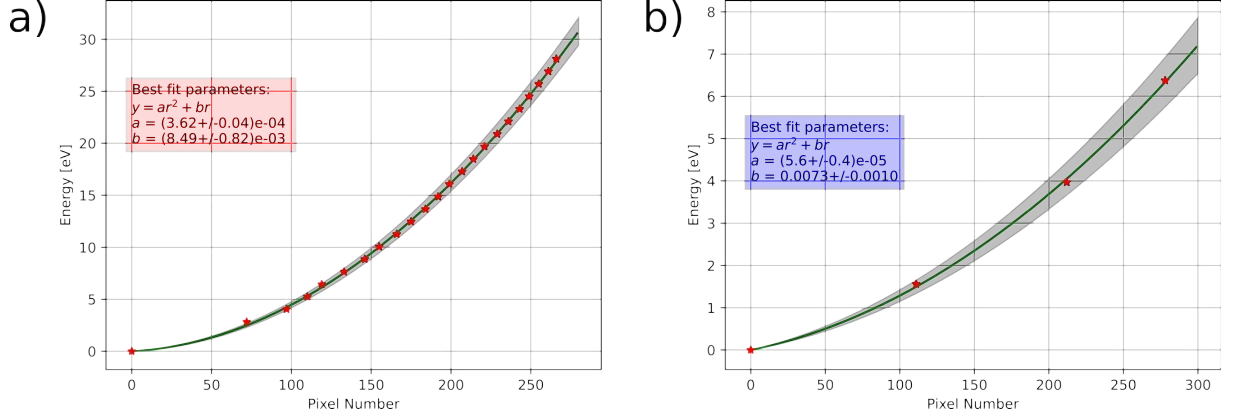 a)
30
25
20
15
10
5
0
Energy [eV]
Best fit parameters:
y = ar² + br
a = (3.62+/-0.04)e-04
b = (8.49+/-0.82)e-03
0 50 100 150 200 250
Pixel Number
b)
8
7
6
5
4
3
2
1
0
Energy [eV]
Best fit parameters:
y = ar² + br
a = (5.6+/-0.4)e-05
b = 0.0073+/-0.0010
0 50 100 150 200 250 300
Pixel Number